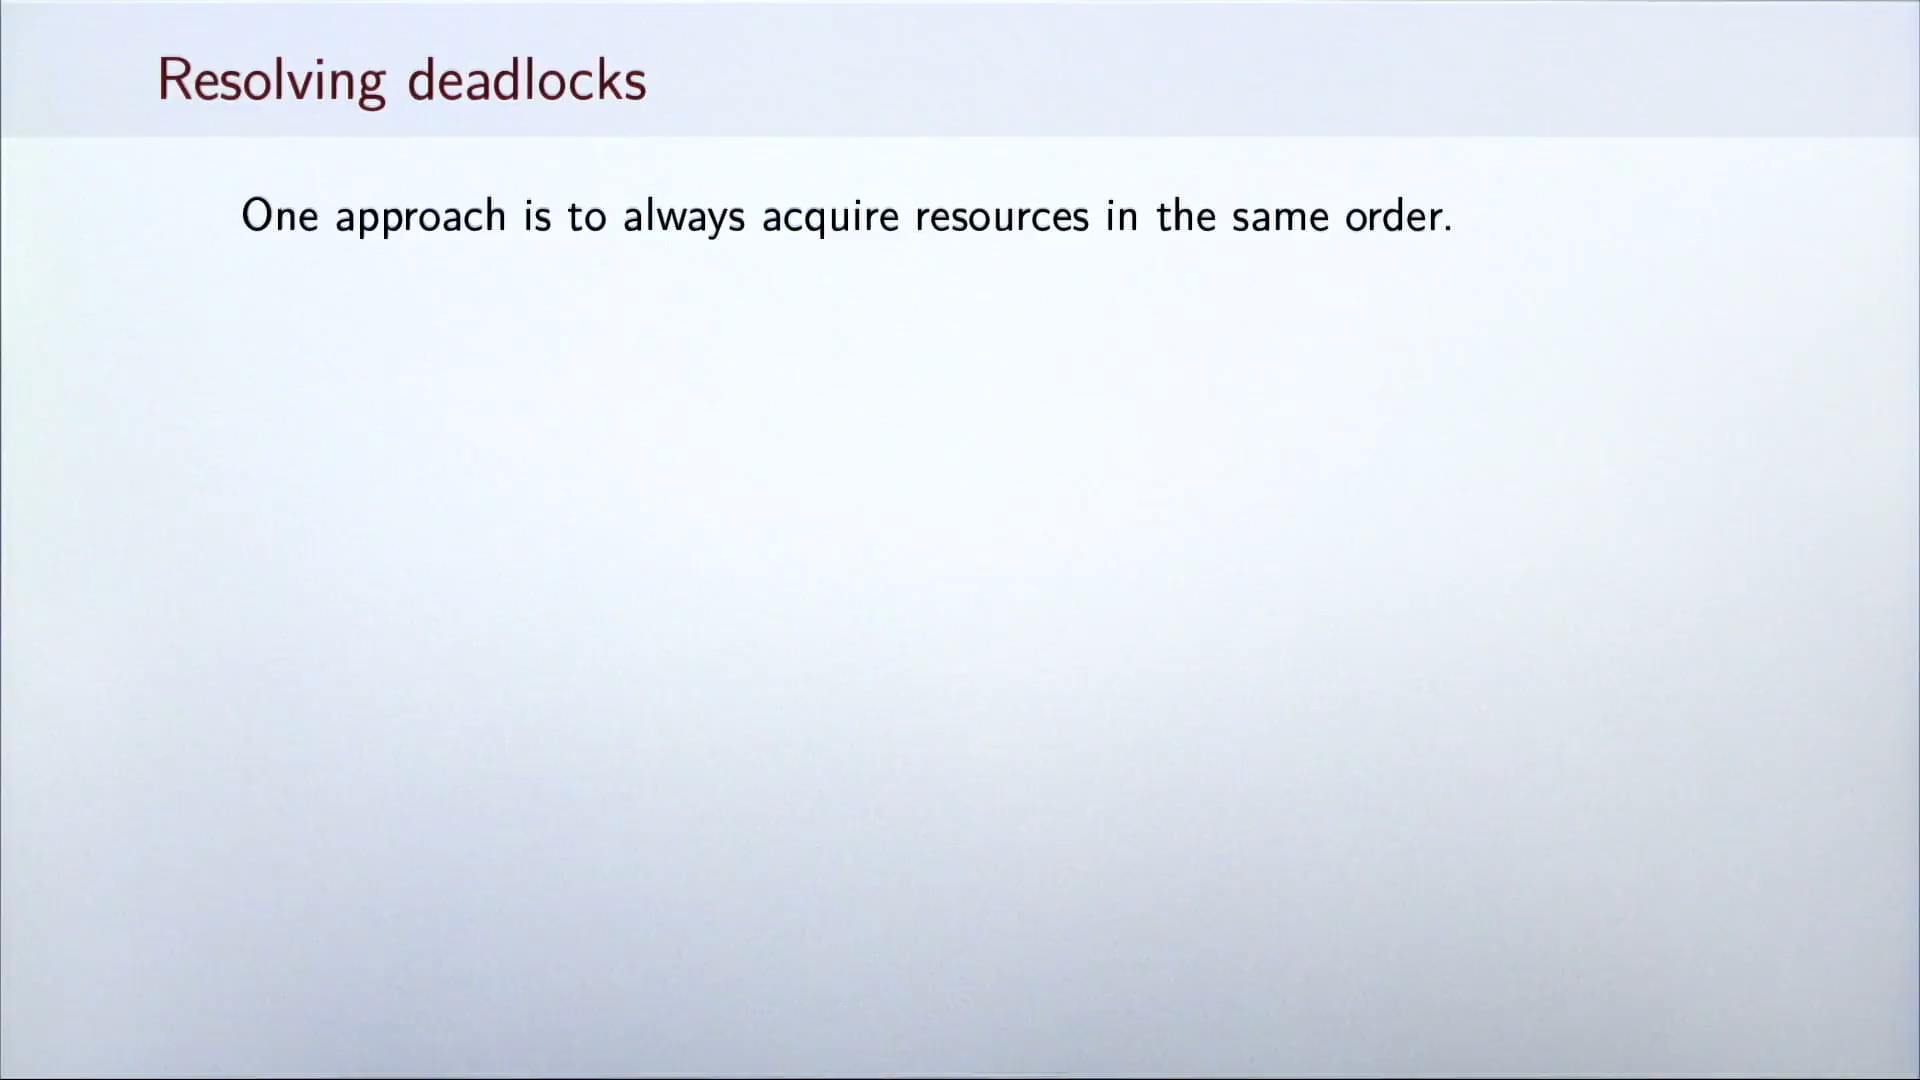 Resolving deadlocks
One approach is to always acquire resources in the same order.